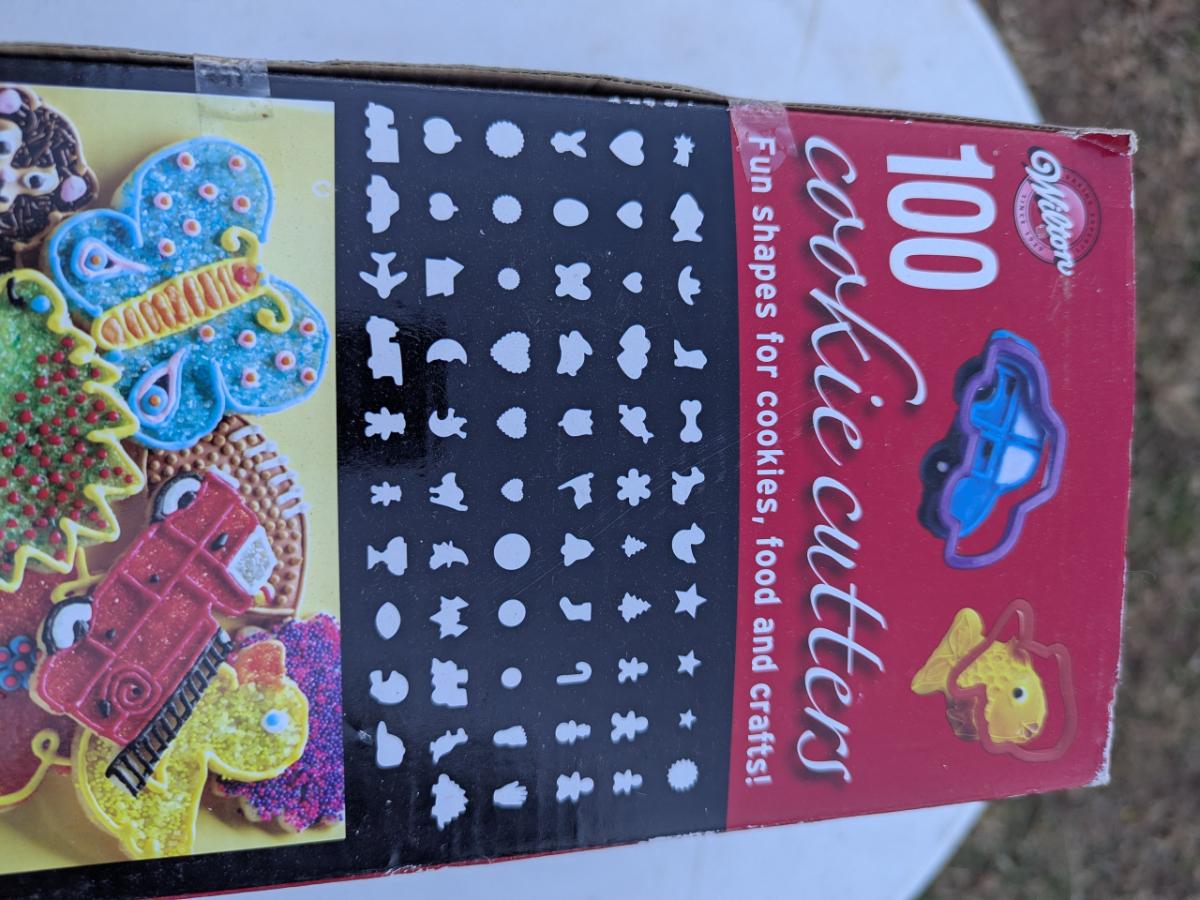 Wilton
100
cookie cutters
Fun shapes for cookies, food and crafts!